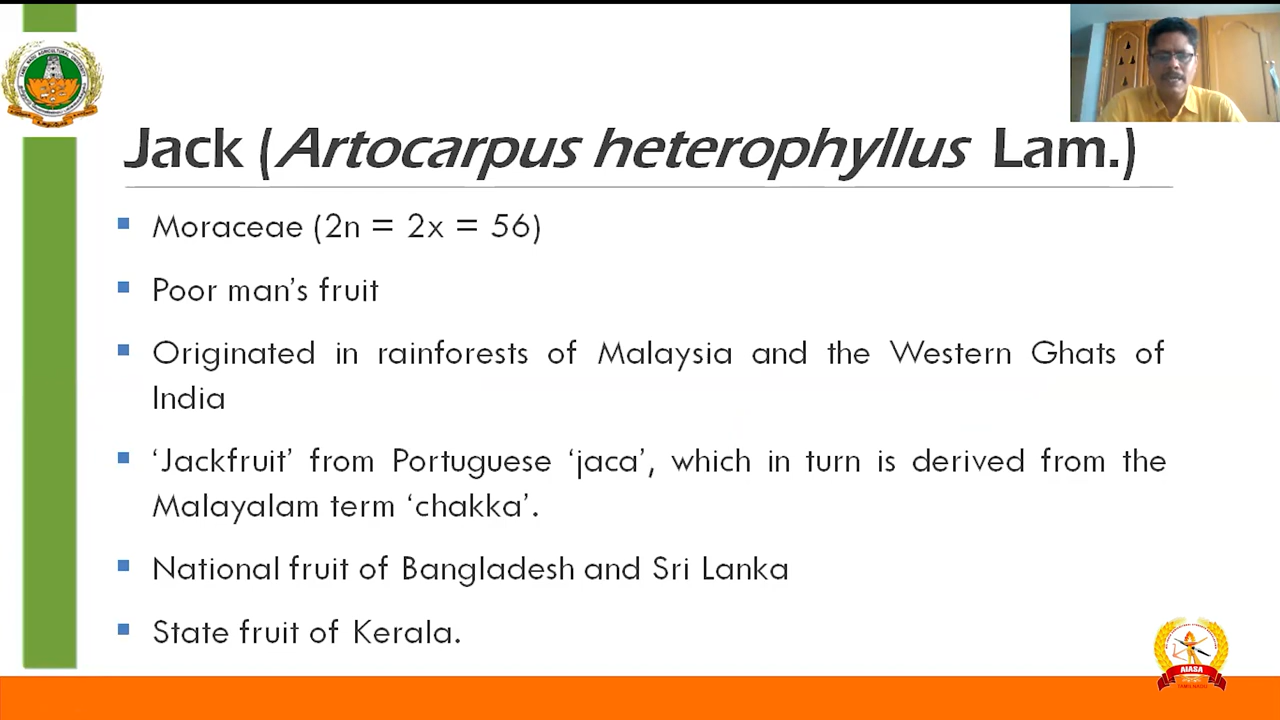 Jack (Artocarpus heterophyllus Lam.)
Moraceae (2n = 2x = 56)
Poor man's fruit
Originated in rainforests of Malaysia and the Western Ghats of
India
‘Jackfruit’ from Portuguese ‘jaca’, which in turn is derived from the
Malayalam term ‘chakka’.
National fruit of Bangladesh and Sri Lanka
State fruit of Kerala.
AIASA